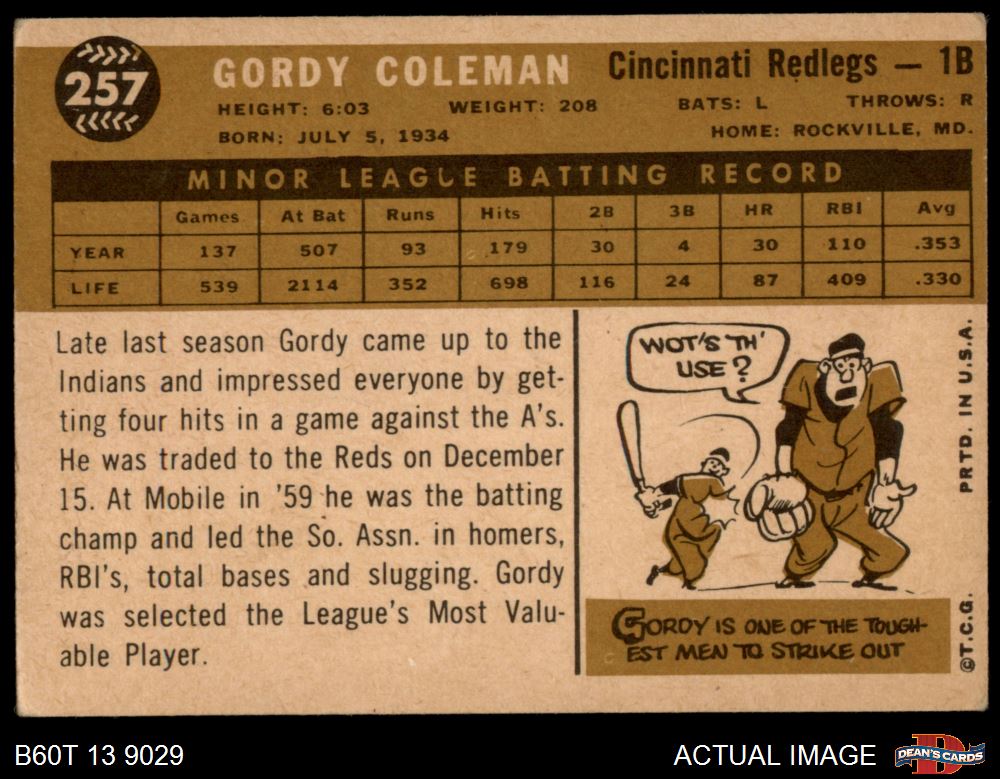 257
GORDY COLEMAN Cincinnati Redlegs — 1B
HEIGHT: 6:03 WEIGHT: 208 BATS: L THROWS: R
BORN: JULY 5, 1934 HOME: ROCKVILLE, MD.
MINOR LEAGUE BATTING RECORD
Games At Bat Runs Hits 2B 3B HR RBI Avg
YEAR 137 507 93 179 30 4 30 110 .353
LIFE 539 2114 352 698 116 24 87 409 .330
Late last season Gordy came up to the
Indians and impressed everyone by get-
ting four hits in a game against the A's.
He was traded to the Reds on December
15. At Mobile in '59 he was the batting
champ and led the So. Assn. in homers,
RBI's, total bases and slugging. Gordy
was selected the League's Most Valu-
able Player.
WOT'S TH'
USE?
GORDY IS ONE OF THE TOUGH-
EST MEN TO STRIKE OUT
©T.C.G. PRTD. IN U.S.A.
B60T 13 9029 ACTUAL IMAGE
DEAN'S CARDS